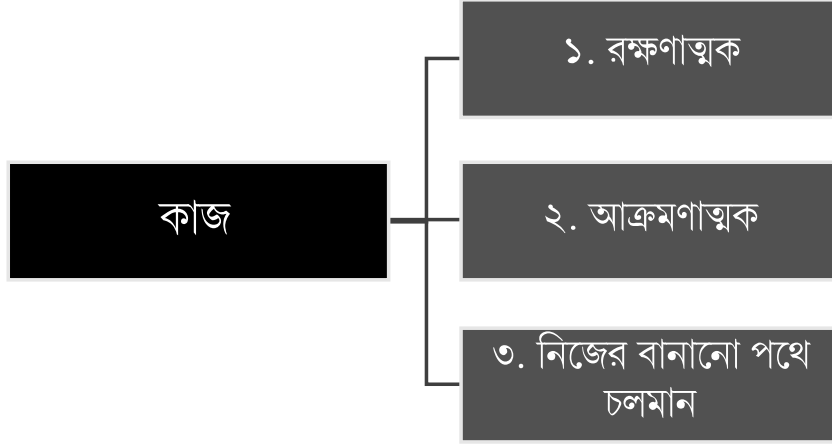 কাজ
১. রক্ষণাত্মক
২. আক্রমণাত্মক
৩. নিজের বানানো পথে
চলমান